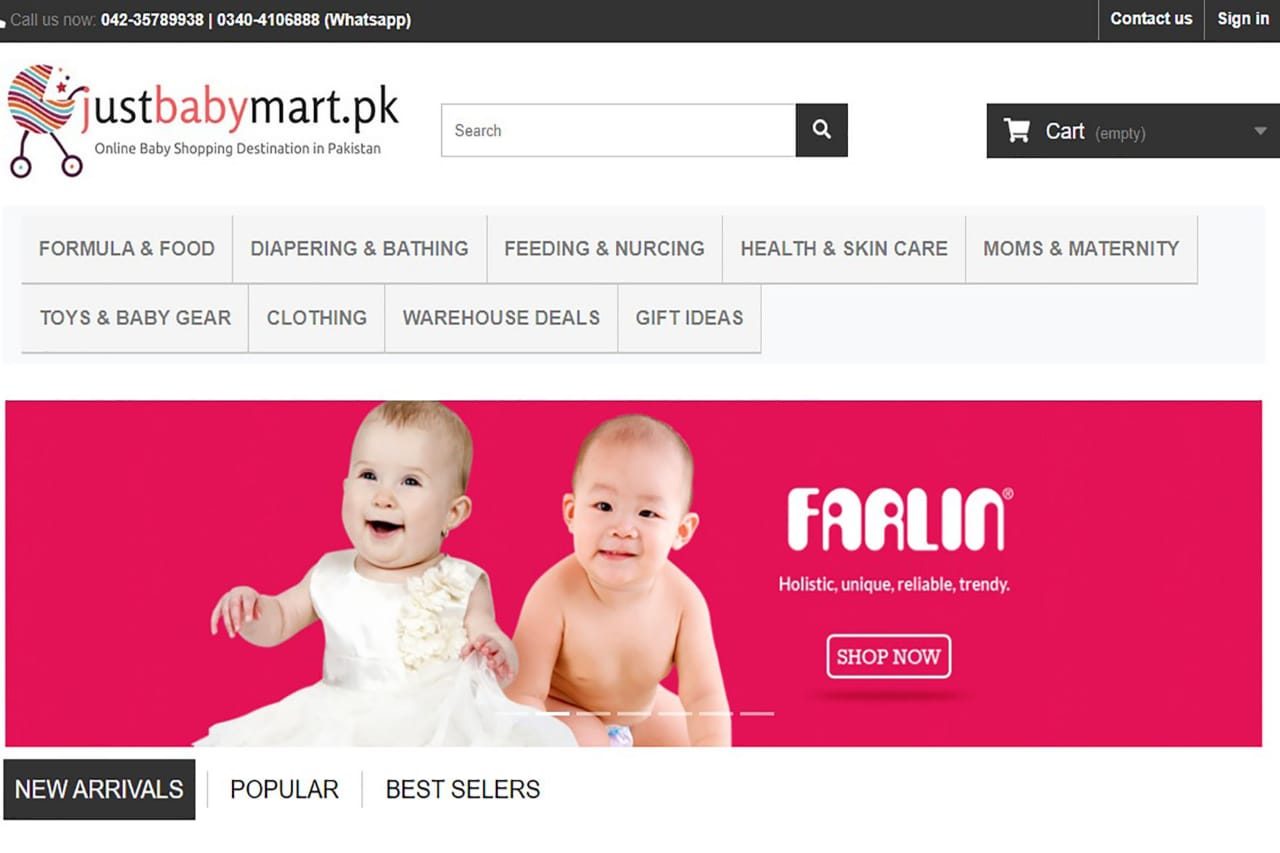 Call us now: 042-35789938 | 0340-4106888 (Whatsapp)
Contact us
Sign in
justbabymart.pk
Online Baby Shopping Destination in Pakistan
Search
Cart (empty)
FORMULA & FOOD
DIAPERING & BATHING
FEEDING & NURCING
HEALTH & SKIN CARE
MOMS & MATERNITY
TOYS & BABY GEAR
CLOTHING
WAREHOUSE DEALS
GIFT IDEAS
FARLIN®
Holistic, unique, reliable, trendy.
SHOP NOW
NEW ARRIVALS
POPULAR
BEST SELERS